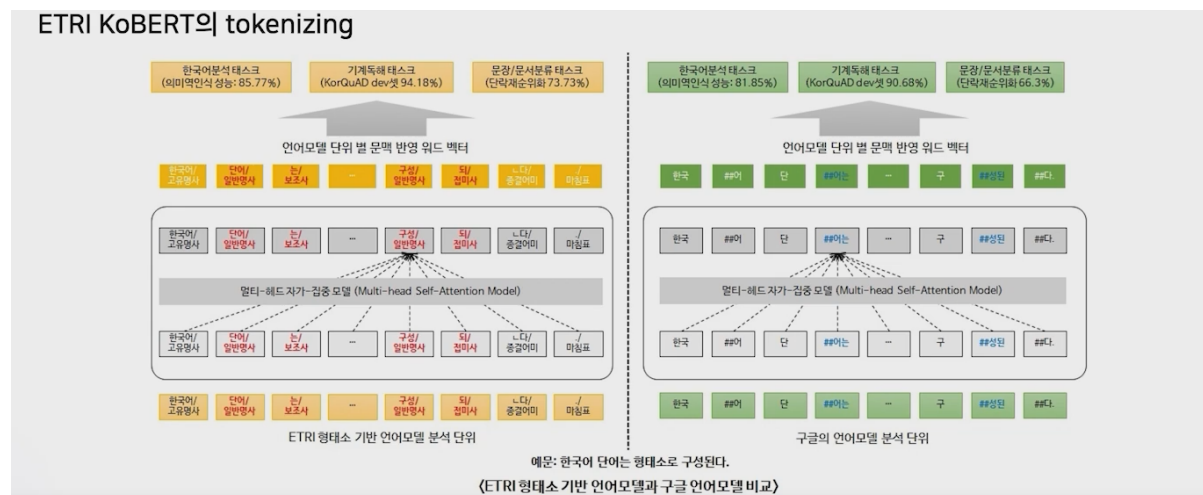 ETRI KoBERT의 tokenizing
한국어분석 태스크
(의미역인식 성능: 85.77%)
기계독해 태스크
(KorQuAD dev셋 94.18%)
문장/문서분류 태스크
(단락재순위화 73.73%)
언어모델 단위 별 문맥 반영 워드 벡터
한국어/
고유명사
단어/
일반명사
는/
보조사
...
구성/
일반명사
되/
접미사
ㄴ다/
종결어미
./
마침표
한국어/
고유명사
단어/
일반명사
는/
보조사
...
구성/
일반명사
되/
접미사
ㄴ다/
종결어미
./
마침표
멀티-헤드 자가-집중 모델 (Multi-head Self-Attention Model)
한국어/
고유명사
단어/
일반명사
는/
보조사
...
구성/
일반명사
되/
접미사
ㄴ다/
종결어미
./
마침표
한국어/
고유명사
단어/
일반명사
는/
보조사
...
구성/
일반명사
되/
접미사
ㄴ다/
종결어미
./
마침표
ETRI 형태소 기반 언어모델 분석 단위
한국어분석 태스크
(의미역인식 성능: 81.85%)
기계독해 태스크
(KorQuAD dev셋 90.68%)
문장/문서분류 태스크
(단락재순위화 66.3%)
언어모델 단위 별 문맥 반영 워드 벡터
한국 ##어 단 ##어는 ... 구 ##성된 ##다.
한국 ##어 단 ##어는 ... 구 ##성된 ##다.
멀티-헤드 자가-집중 모델 (Multi-head Self-Attention Model)
한국 ##어 단 ##어는 ... 구 ##성된 ##다.
한국 ##어 단 ##어는 ... 구 ##성된 ##다.
구글의 언어모델 분석 단위
예문: 한국어 단어는 형태소로 구성된다.
〈ETRI 형태소 기반 언어모델과 구글 언어모델 비교〉